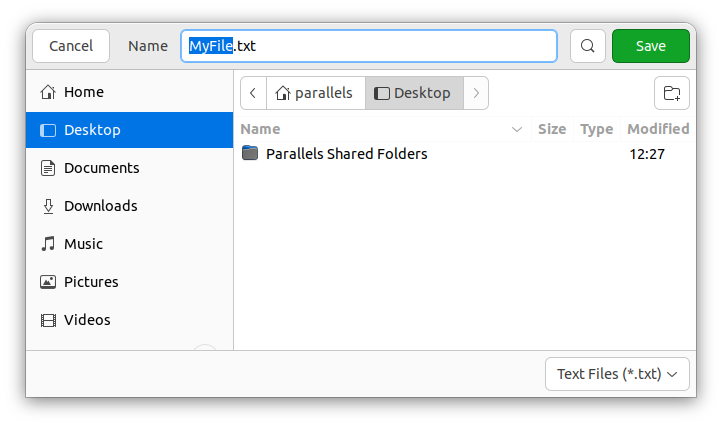 Cancel Name MyFile.txt Save
Home
Desktop
Documents
Downloads
Music
Pictures
Videos
parallels Desktop
Name Size Type Modified
Parallels Shared Folders 12:27
Text Files (*.txt)